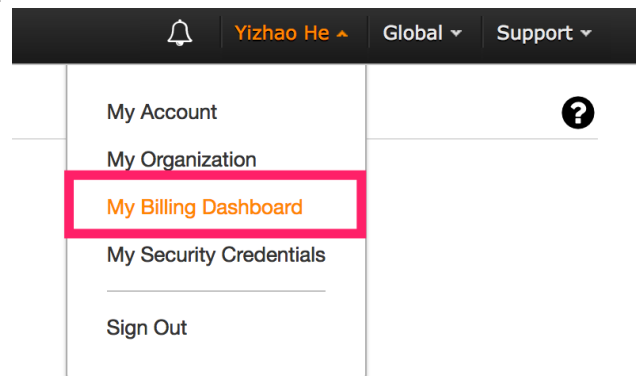 Yizhao He Global Support
My Account
My Organization
My Billing Dashboard
My Security Credentials
Sign Out